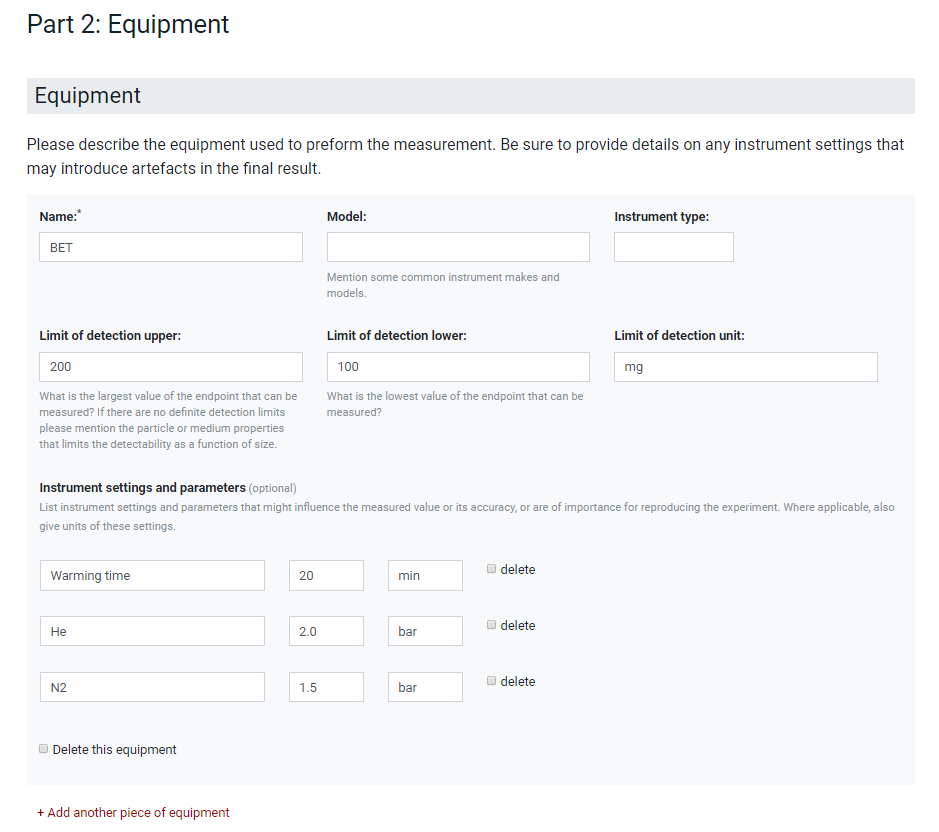 Part 2: Equipment
Equipment
Please describe the equipment used to preform the measurement. Be sure to provide details on any instrument settings that
may introduce artefacts in the final result.
Name:* Model: Instrument type:
BET
Mention some common instrument makes and
models.
Limit of detection upper: Limit of detection lower: Limit of detection unit:
200 100 mg
What is the largest value of the endpoint that can be
measured? If there are no definite detection limits
please mention the particle or medium properties
that limits the detectability as a function of size.
What is the lowest value of the endpoint that can be
measured?
Instrument settings and parameters (optional)
List instrument settings and parameters that might influence the measured value or its accuracy, or are of importance for reproducing the experiment. Where applicable, also
give units of these settings.
Warming time 20 min delete
He 2.0 bar delete
N2 1.5 bar delete
Delete this equipment
+ Add another piece of equipment